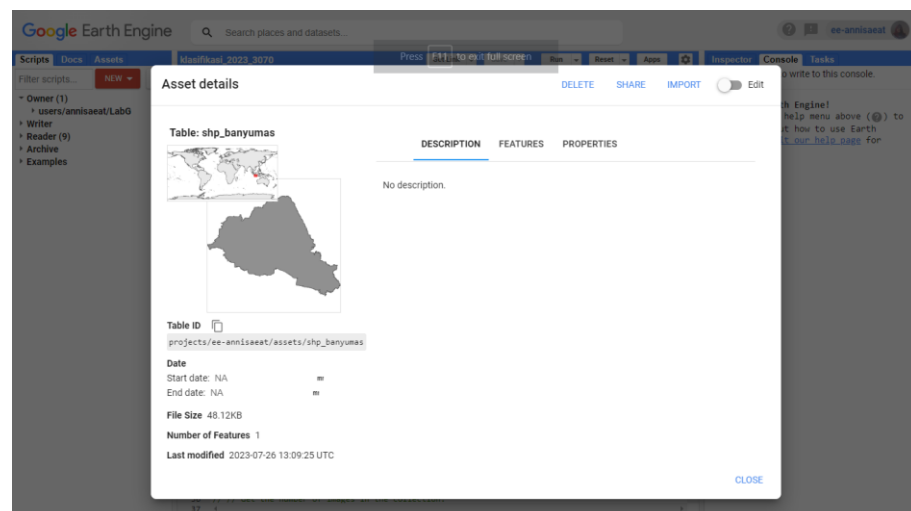 Google Earth Engine
Search places and datasets...
ee-annisaeat
Scripts Docs Assets
klasifikasi_2023_3070
Press F11 to exit full screen
Run Reset Apps
Inspector Console Tasks
Filter scripts... NEW
Owner (1)
users/annisaeat/LabG
Writer
Reader (9)
Archive
Examples
o write to this console.
h Engine!
help menu above ( ) to
t how to use Earth
t our help page for
Asset details
DELETE SHARE IMPORT Edit
Table: shp_banyumas
DESCRIPTION FEATURES PROPERTIES
No description.
Table ID
projects/ee-annisaeat/assets/shp_banyumas
Date
Start date: NA
End date: NA
File Size 48.12KB
Number of Features 1
Last modified 2023-07-26 13:09:25 UTC
CLOSE